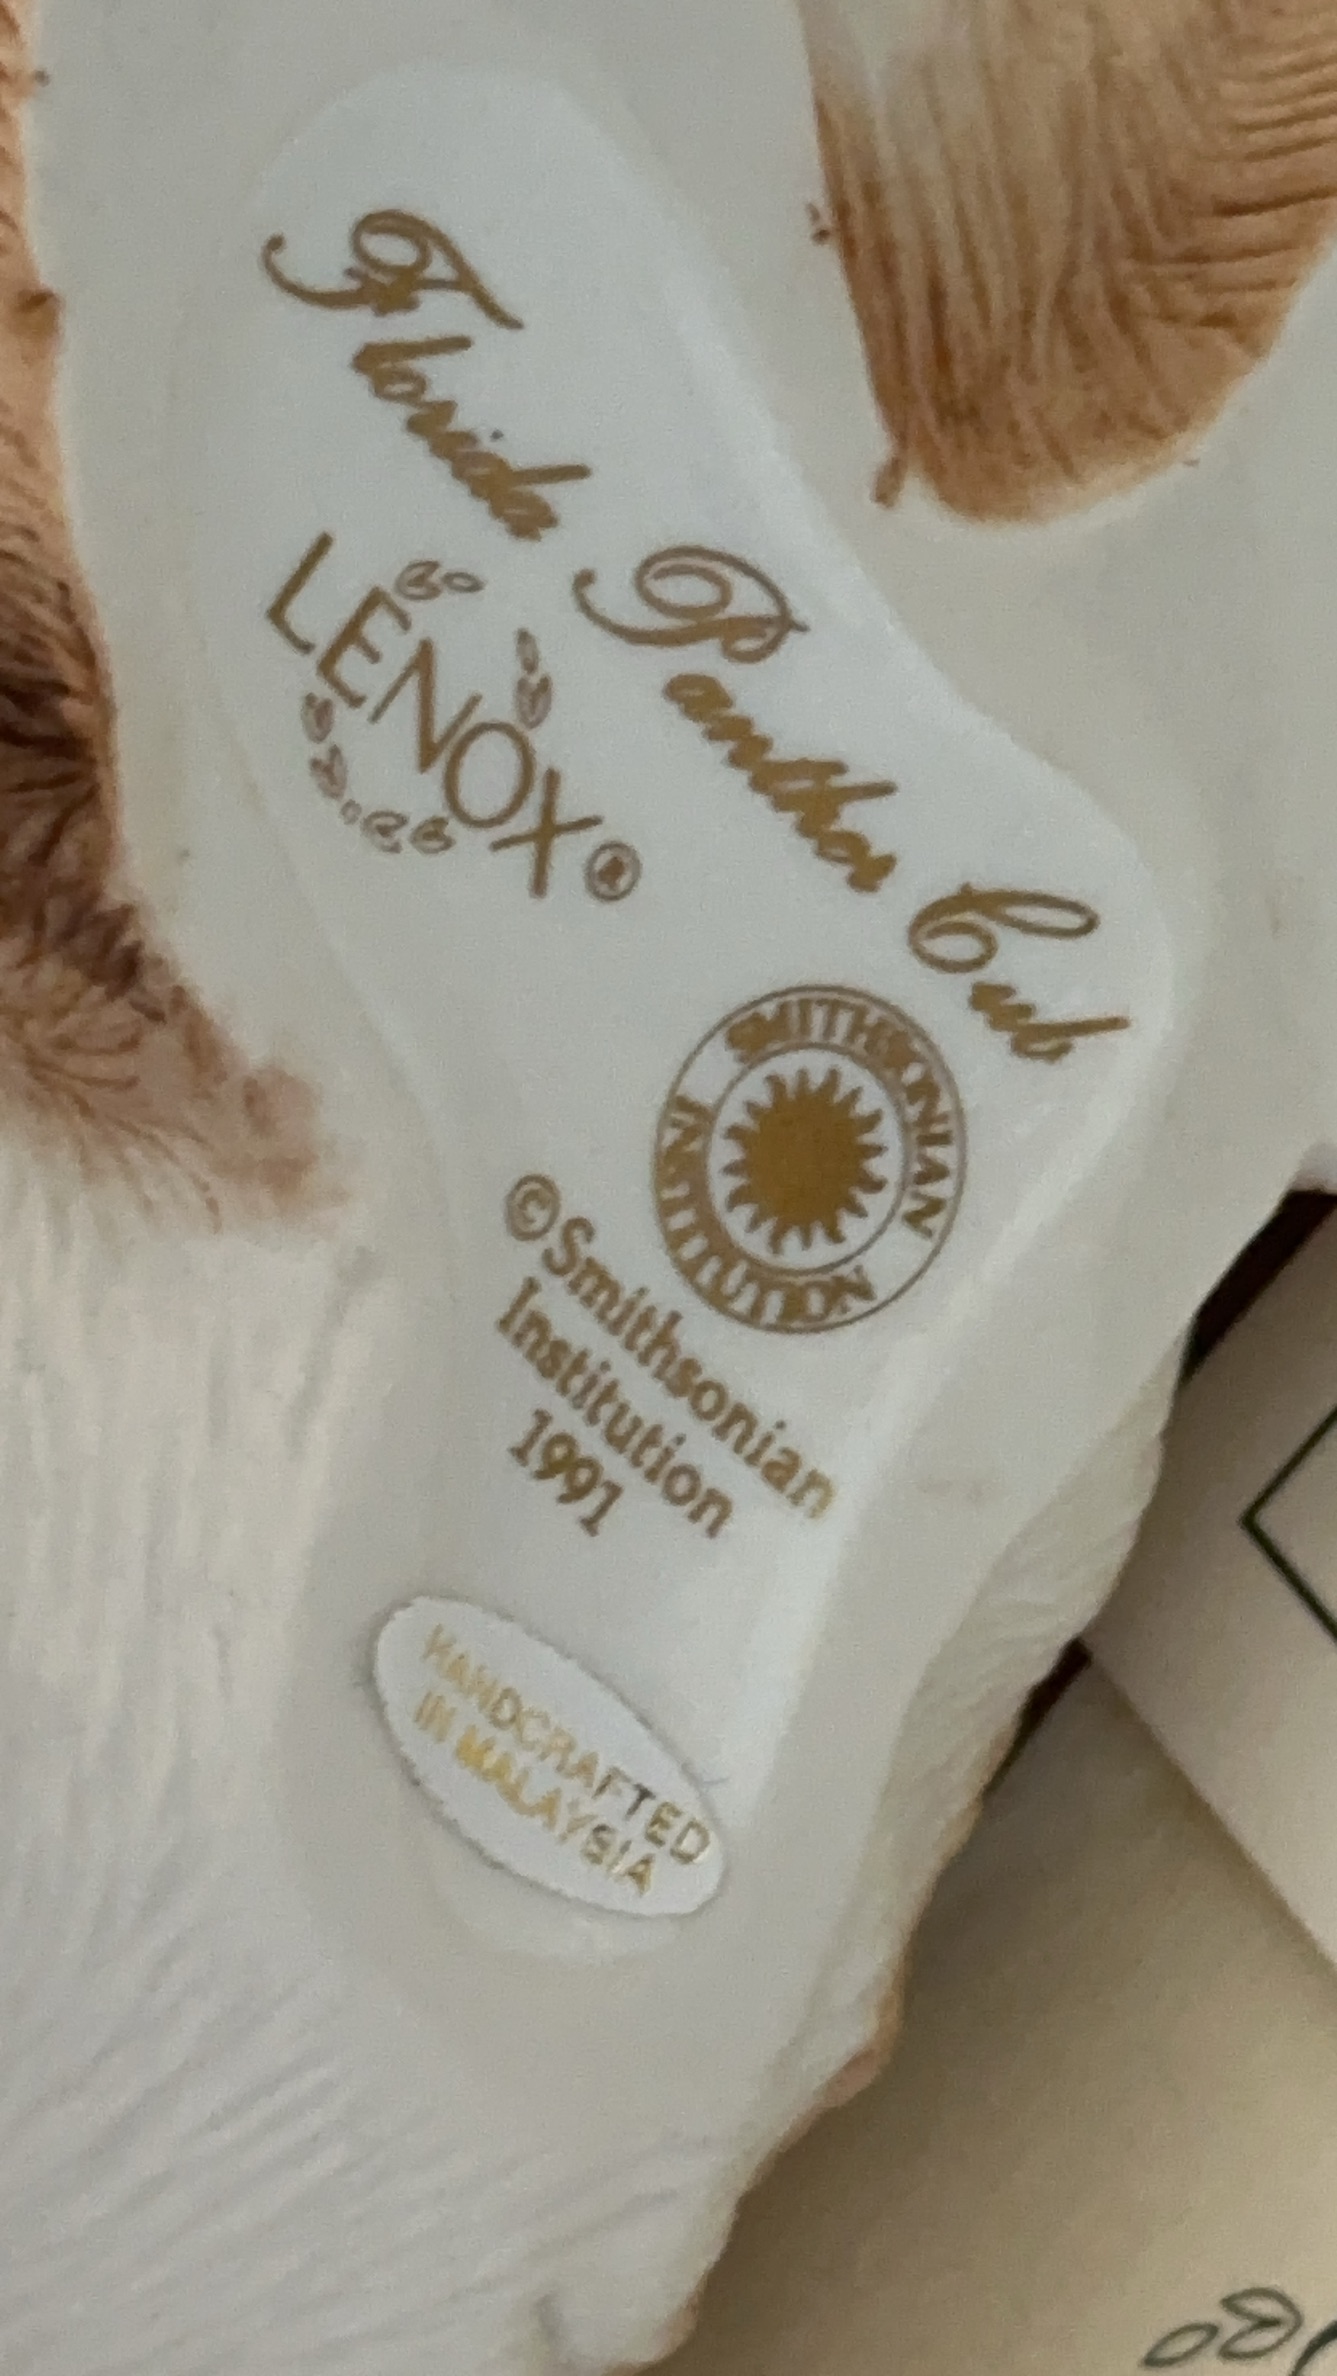 Florida Panther Cub
LENOX®
SMITHSONIAN
INSTITUTION
©Smithsonian
Institution
1991
HANDCRAFTED
IN MALAYSIA